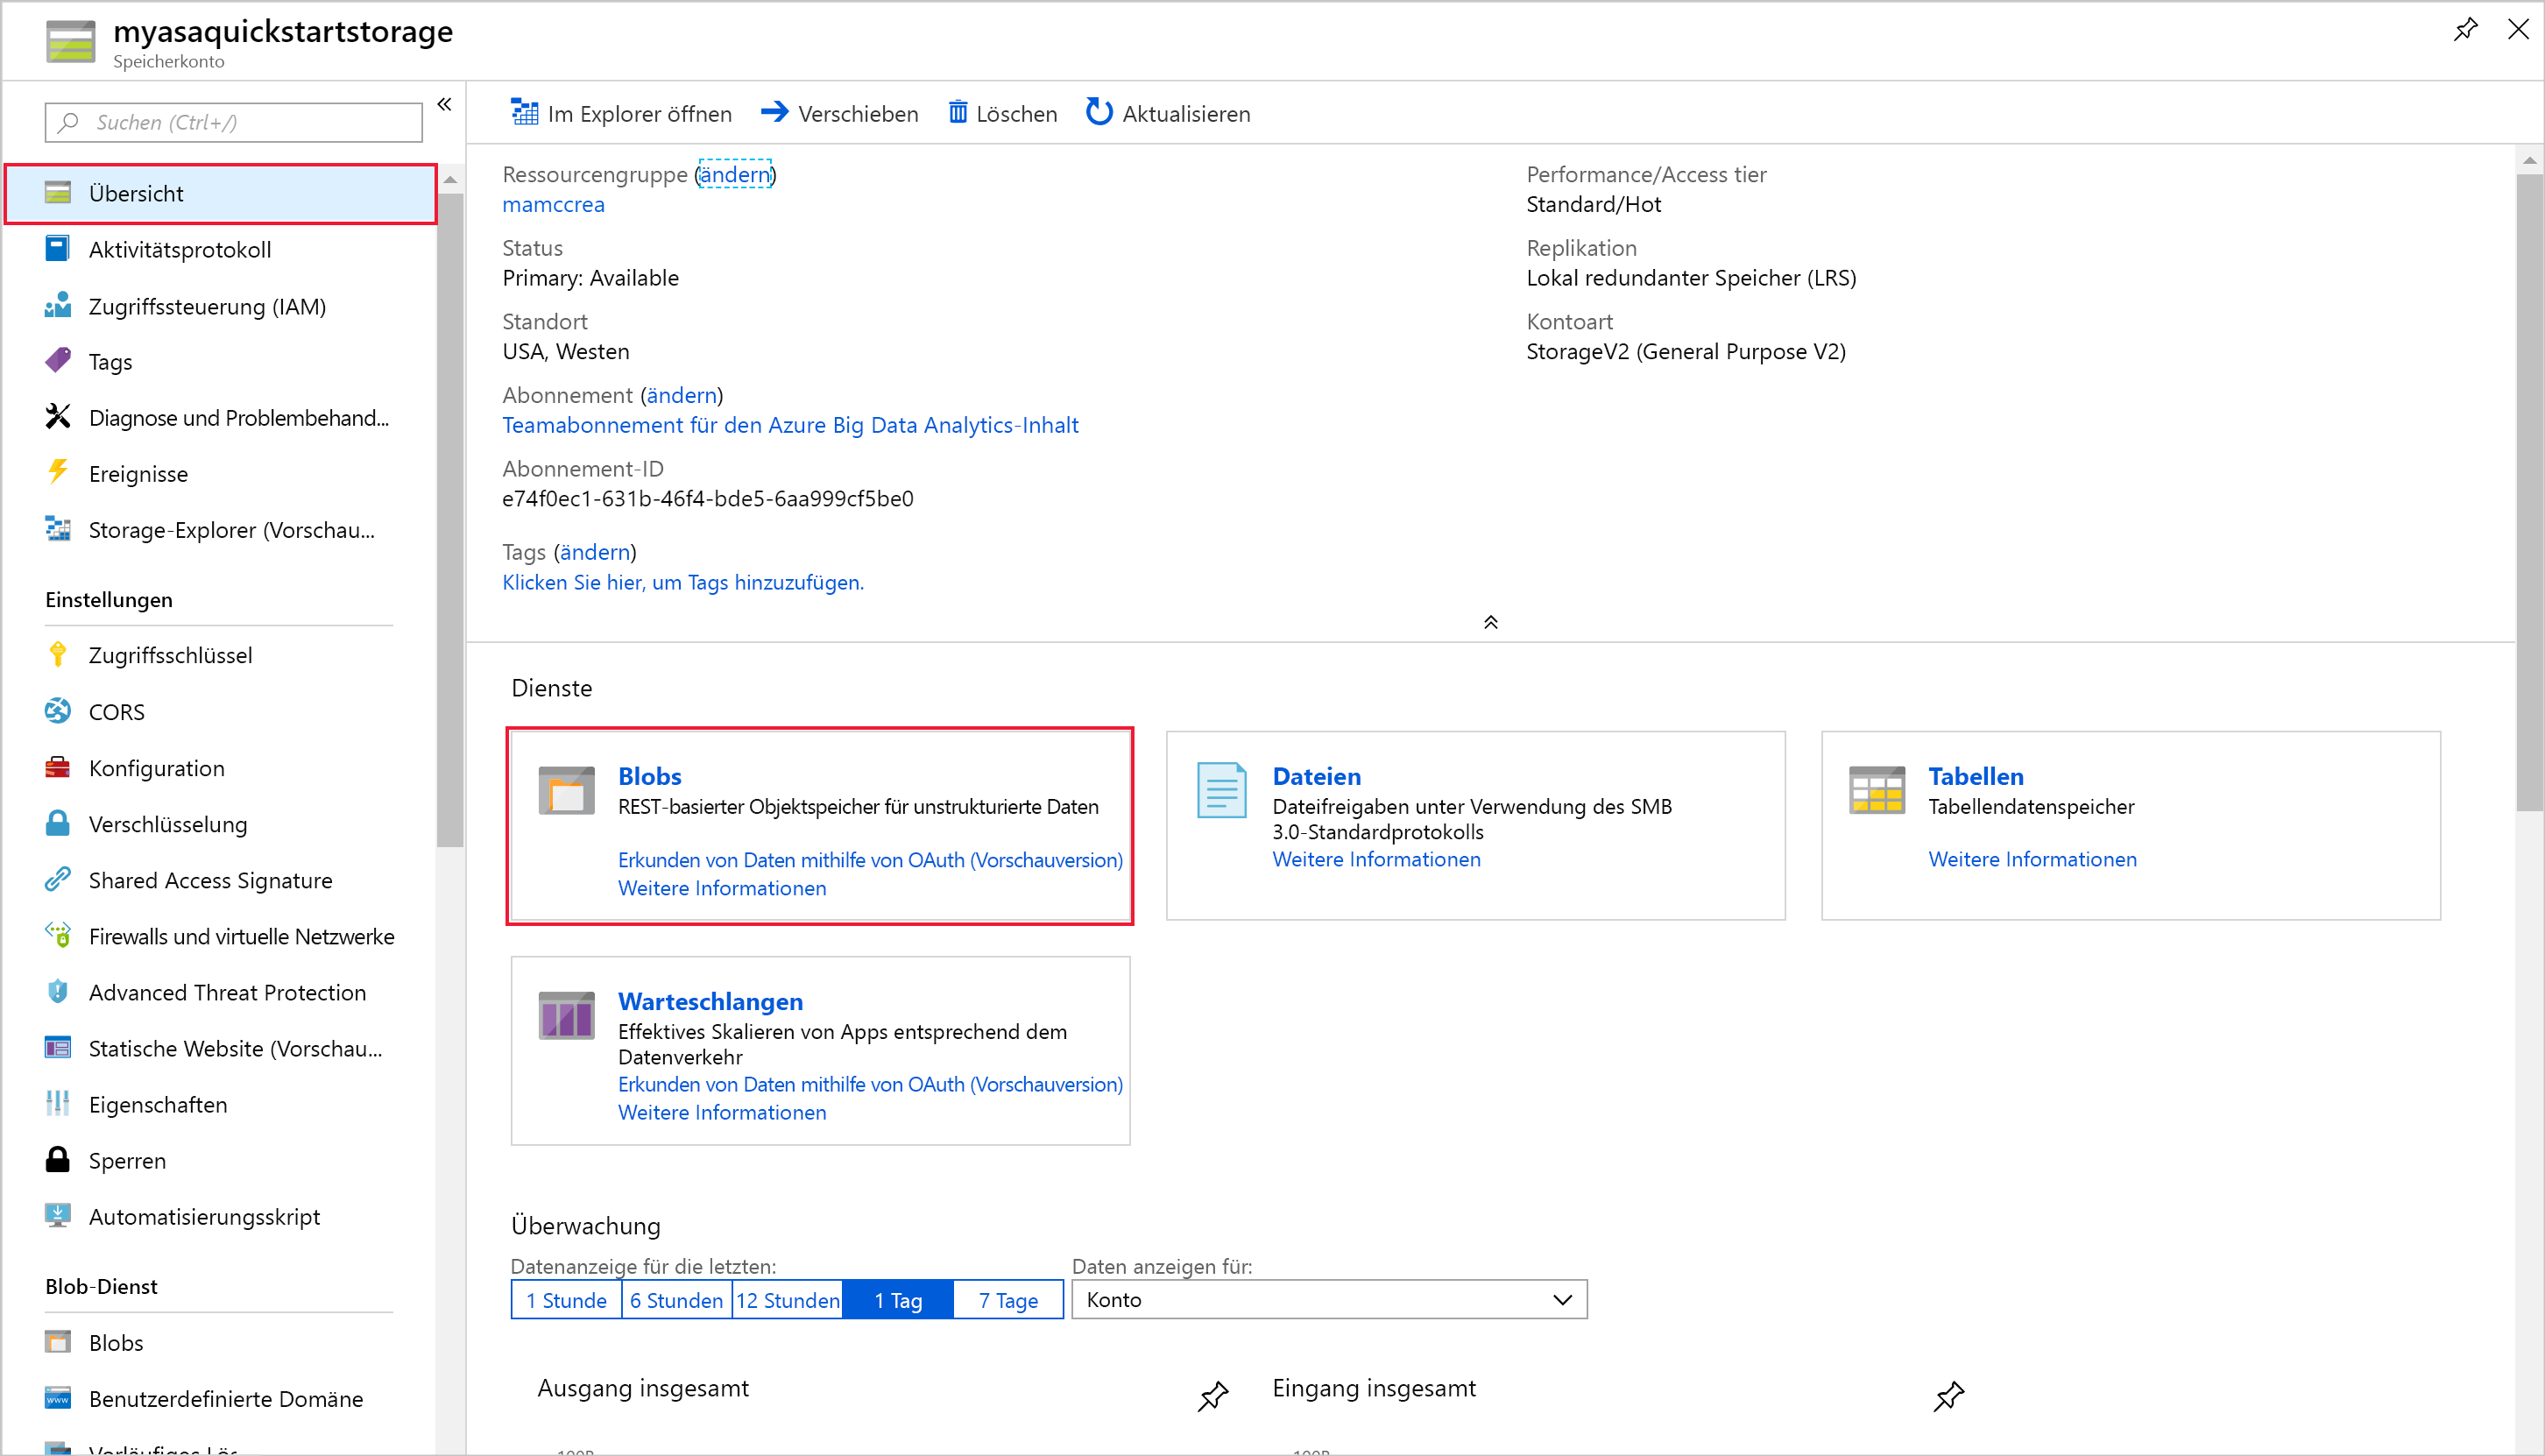 myasaquickstartstorage
Speicherkonto
Suchen (Ctrl+/)
Übersicht
Aktivitätsprotokoll
Zugriffssteuerung (IAM)
Tags
Diagnose und Problembehand...
Ereignisse
Storage-Explorer (Vorschau...
Einstellungen
Zugriffsschlüssel
CORS
Konfiguration
Verschlüsselung
Shared Access Signature
Firewalls und virtuelle Netzwerke
Advanced Threat Protection
Statische Website (Vorschau...
Eigenschaften
Sperren
Automatisierungsskript
Blob-Dienst
Blobs
www
Benutzerdefinierte Domäne
Im Explorer öffnen
Verschieben
Löschen
Aktualisieren
Ressourcengruppe (ändern)
mamccrea
Status
Primary: Available
Standort
USA, Westen
Abonnement (ändern)
Teamabonnement für den Azure Big Data Analytics-Inhalt
Abonnement-ID
e74f0ec1-631b-46f4-bde5-6aa999cf5be0
Tags (ändern)
Klicken Sie hier, um Tags hinzuzufügen.
Performance/Access tier
Standard/Hot
Replikation
Lokal redundanter Speicher (LRS)
Kontoart
StorageV2 (General Purpose V2)
Dienste
Blobs
REST-basierter Objektspeicher für unstrukturierte Daten
Erkunden von Daten mithilfe von OAuth (Vorschauversion)
Weitere Informationen
Dateien
Dateifreigaben unter Verwendung des SMB
3.0-Standardprotokolls
Weitere Informationen
Tabellen
Tabellendatenspeicher
Weitere Informationen
Warteschlangen
Effektives Skalieren von Apps entsprechend dem
Datenverkehr
Erkunden von Daten mithilfe von OAuth (Vorschauversion)
Weitere Informationen
Überwachung
Datenanzeige für die letzten:
1 Stunde
6 Stunden
12 Stunden
1 Tag
7 Tage
Daten anzeigen für:
Konto
Ausgang insgesamt
Eingang insgesamt